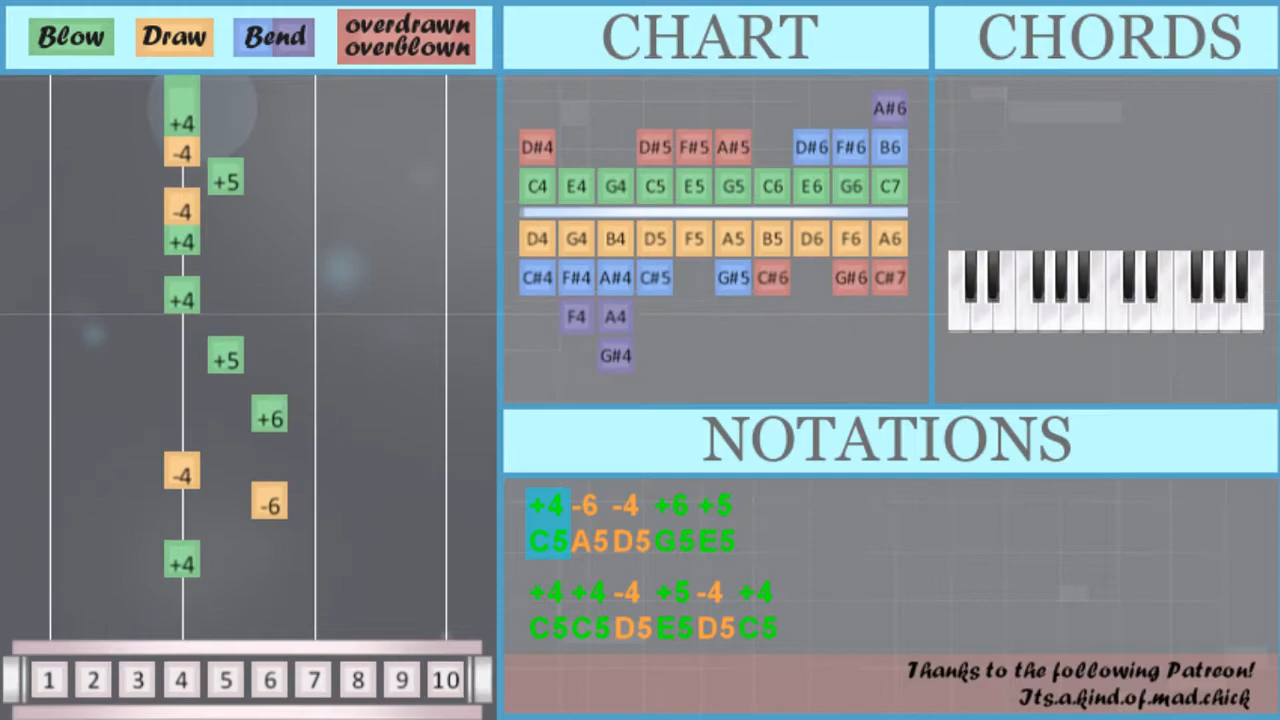 Blow Draw Bend overdrawn
overblown
CHART
CHORDS
+4
-4
+5
-4
+4
+4
+5
+6
-4
-6
+4
1 2 3 4 5 6 7 8 9 10
A#6
D#4 D#5 F#5 A#5 D#6 F#6 B6
C4 E4 G4 C5 E5 G5 C6 E6 G6 C7
D4 G4 B4 D5 F5 A5 B5 D6 F6 A6
C#4 F#4 A#4 C#5 G#5 C#6 G#6 C#7
F4 A4
G#4
NOTATIONS
+4 -6 -4 +6 +5
C5 A5 D5 G5 E5
+4 +4 -4 +5 -4 +4
C5 C5 D5 E5 D5 C5
Thanks to the following Patreon!
Its.a.kind.of.mad.chick